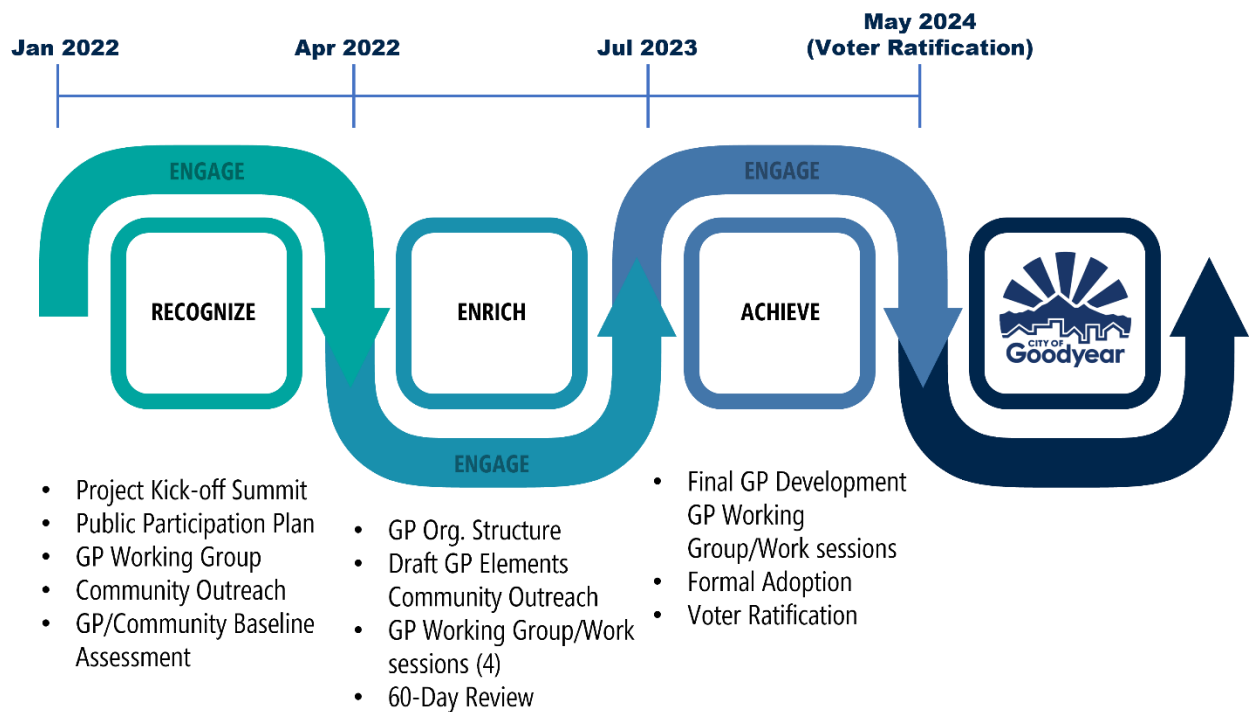 Jan 2022
Apr 2022
Jul 2023
May 2024
(Voter Ratification)
ENGAGE
ENGAGE
RECOGNIZE
ENRICH
ACHIEVE
CITY OF
Goodyear
ENGAGE
• Project Kick-off Summit
• Public Participation Plan
• GP Working Group
• Community Outreach
• GP/Community Baseline
Assessment
• GP Org. Structure
• Draft GP Elements
Community Outreach
• GP Working Group/Work
sessions (4)
• 60-Day Review
• Final GP Development
GP Working
Group/Work sessions
• Formal Adoption
• Voter Ratification